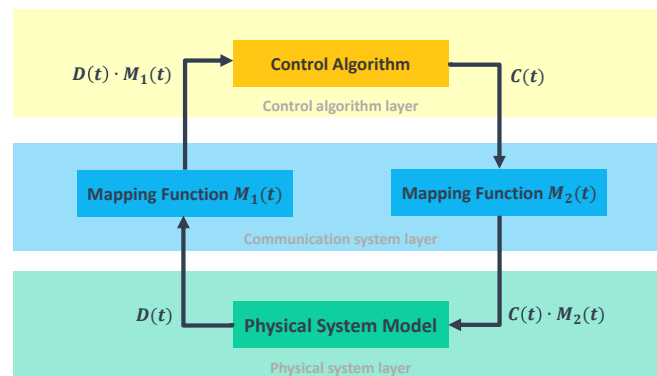 Control Algorithm
D(t) · M₁(t)
C(t)
Control algorithm layer
Mapping Function M₁(t)
Mapping Function M₂(t)
Communication system layer
D(t)
Physical System Model
C(t) · M₂(t)
Physical system layer